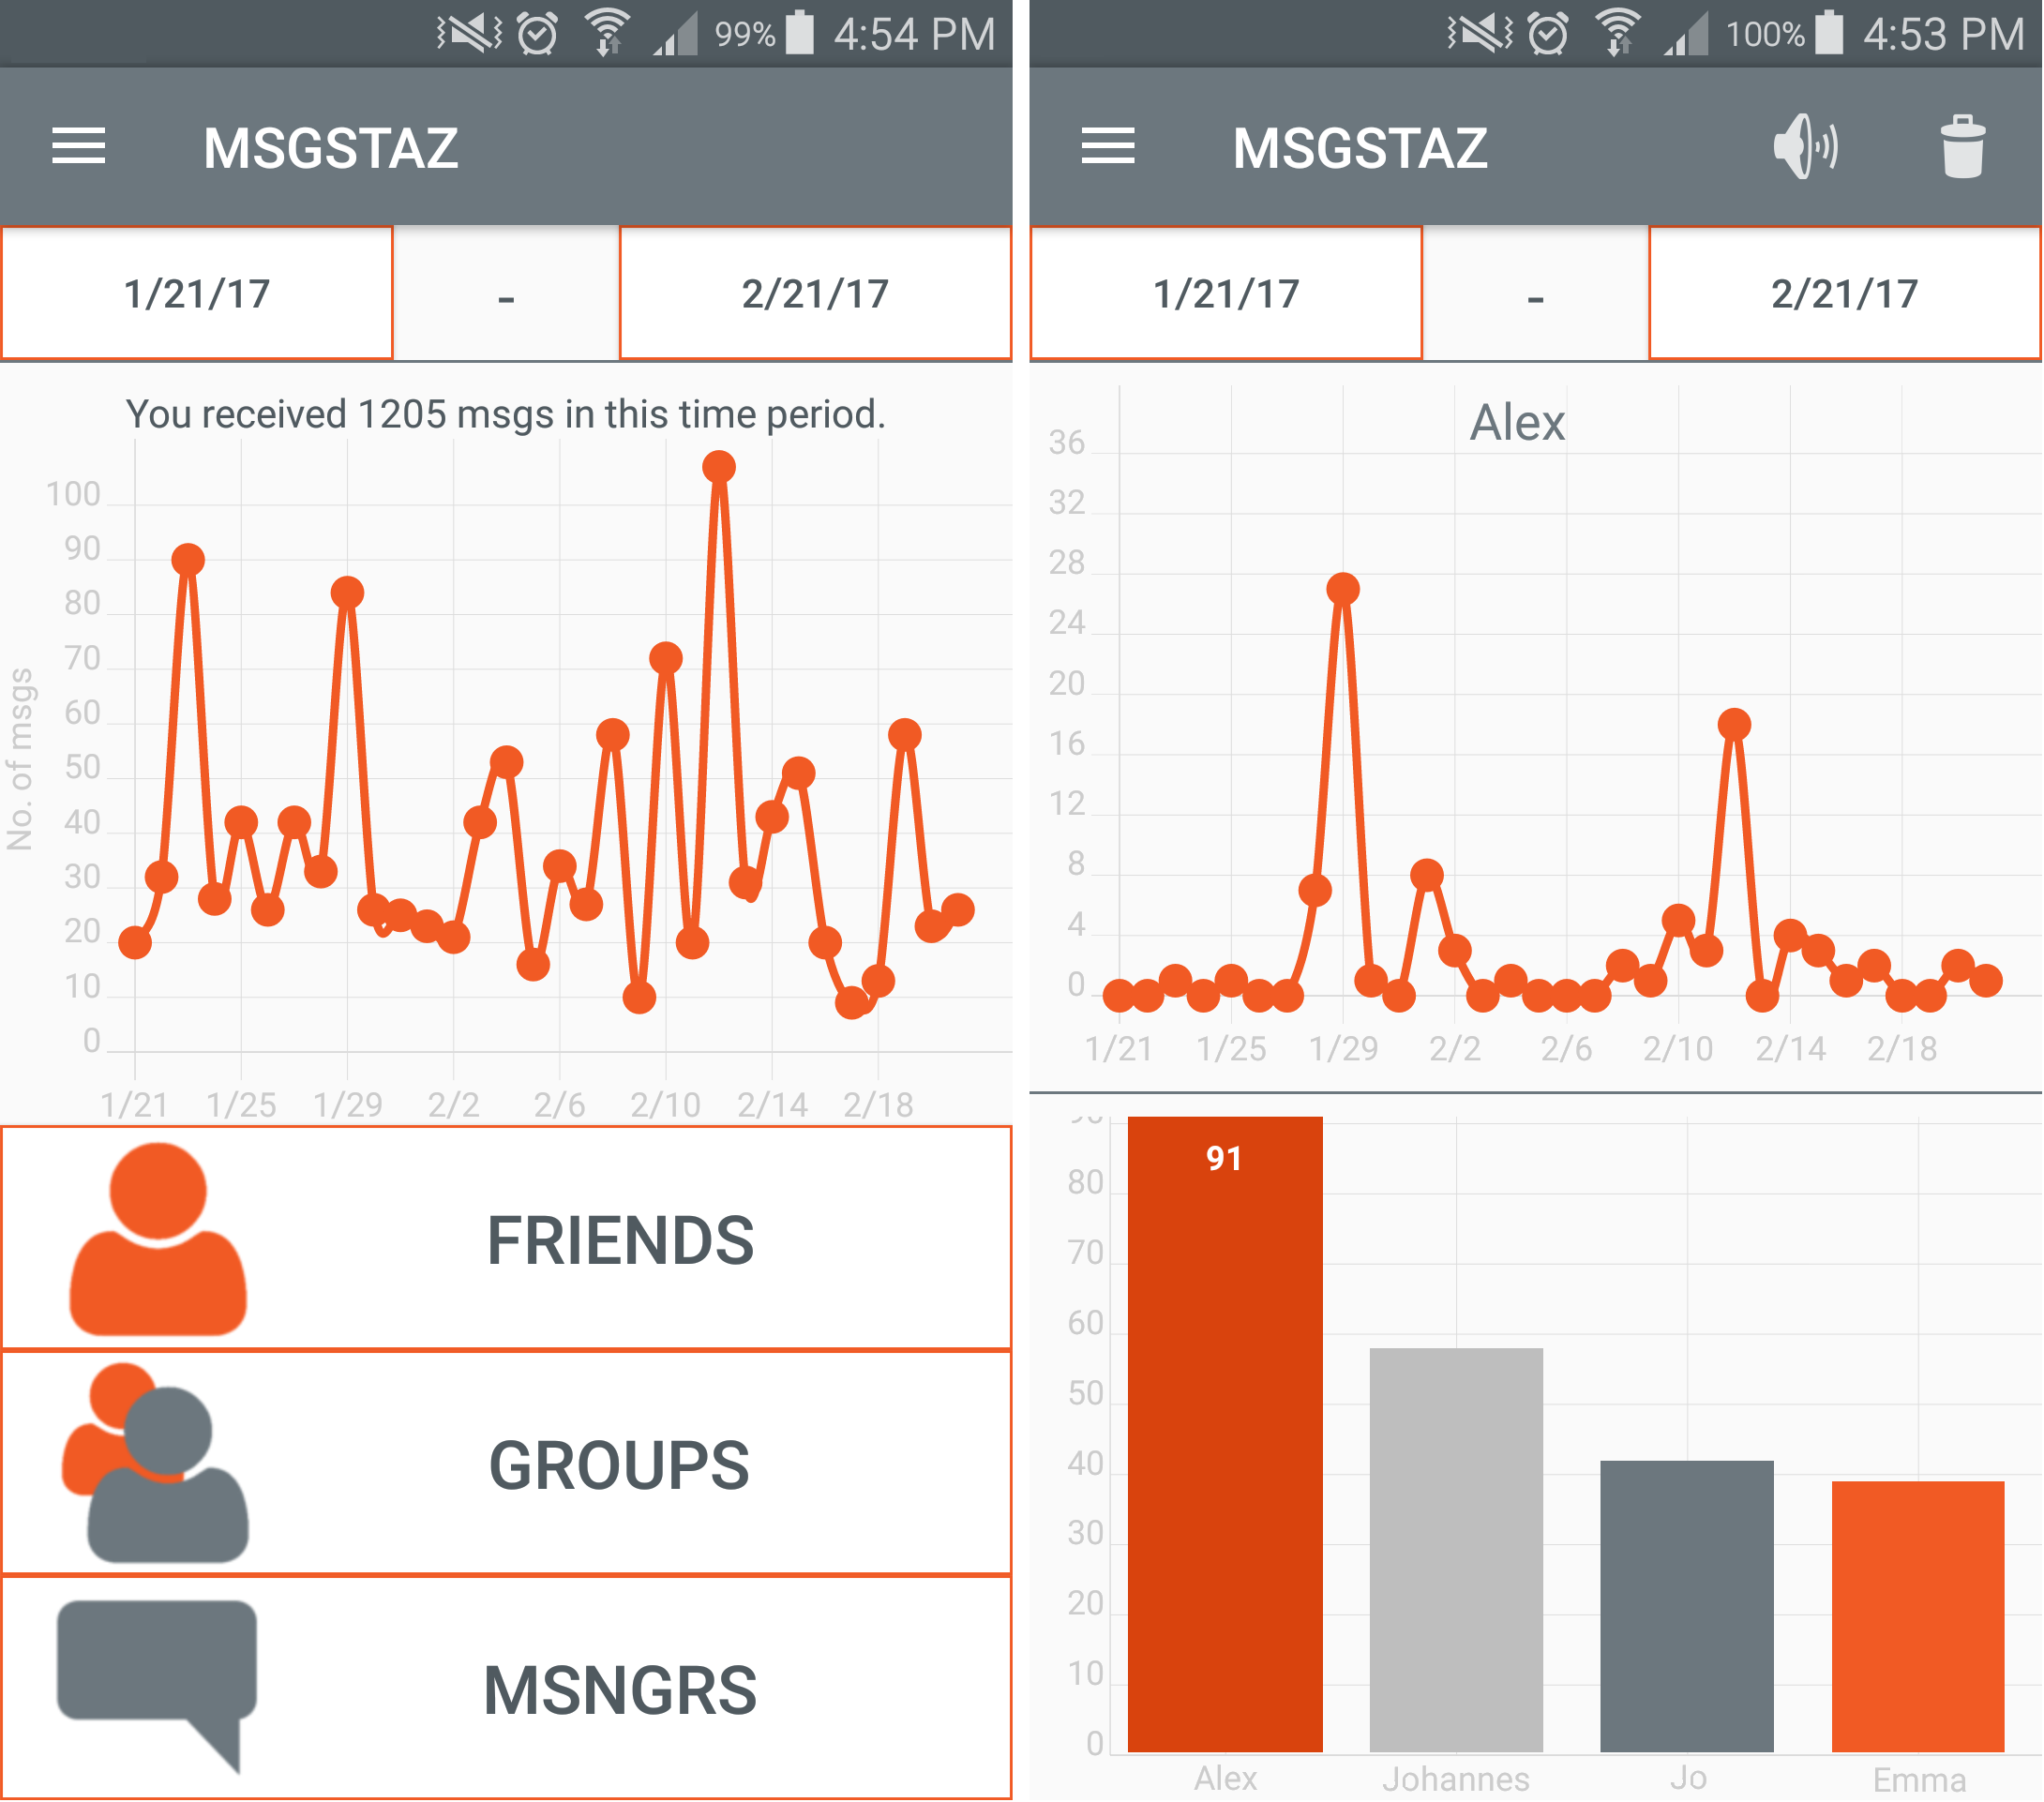 99% 4:54 PM
MSGSTAZ
1/21/17 - 2/21/17
You received 1205 msgs in this time period.
No. of msgs
100
90
80
70
60
50
40
30
20
10
0
1/21 1/25 1/29 2/2 2/6 2/10 2/14 2/18
FRIENDS
GROUPS
MSNGRS
100% 4:53 PM
MSGSTAZ
1/21/17 - 2/21/17
Alex
36
32
28
24
20
16
12
8
4
0
1/21 1/25 1/29 2/2 2/6 2/10 2/14 2/18
90
91
80
70
60
50
40
30
20
10
0
Alex Johannes Jo Emma